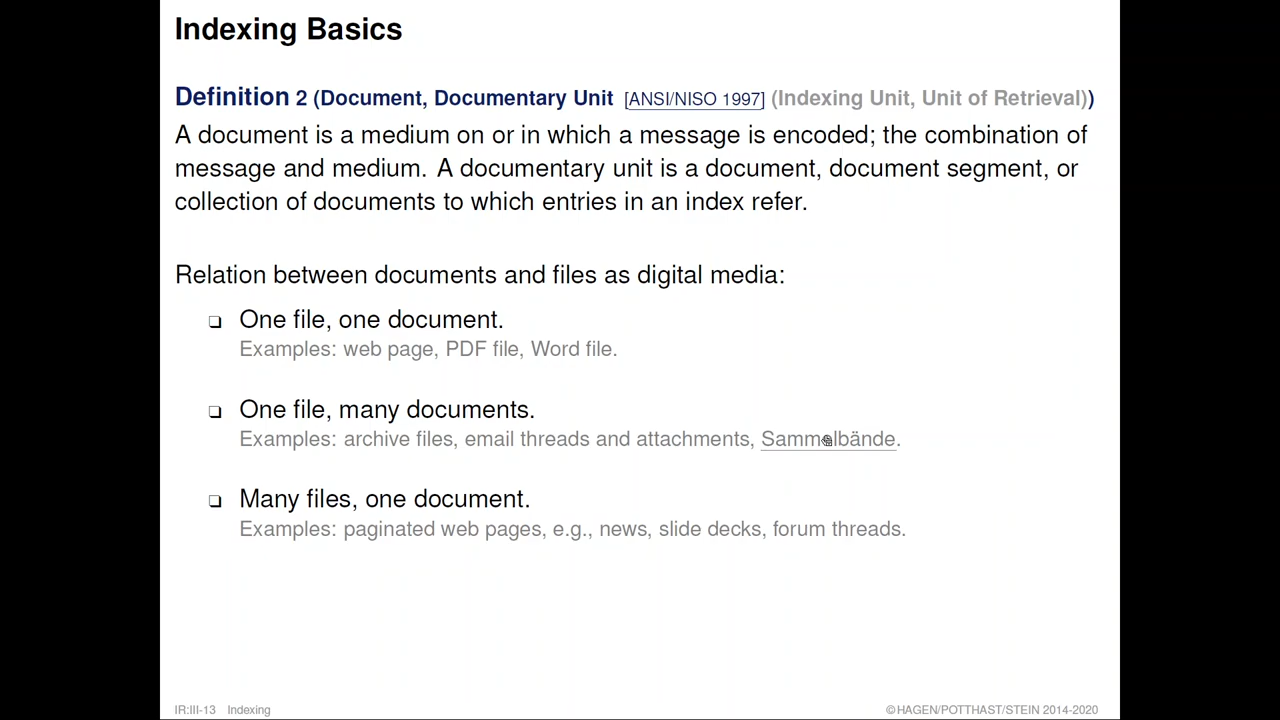 Indexing Basics
Definition 2 (Document, Documentary Unit [ANSI/NISO 1997] (Indexing Unit, Unit of Retrieval))
A document is a medium on or in which a message is encoded; the combination of
message and medium. A documentary unit is a document, document segment, or
collection of documents to which entries in an index refer.
Relation between documents and files as digital media:
❑ One file, one document.
Examples: web page, PDF file, Word file.
❑ One file, many documents.
Examples: archive files, email threads and attachments, Sammelbände.
❑ Many files, one document.
Examples: paginated web pages, e.g., news, slide decks, forum threads.
IR:III-13 Indexing
©HAGEN/POTTHAST/STEIN 2014-2020